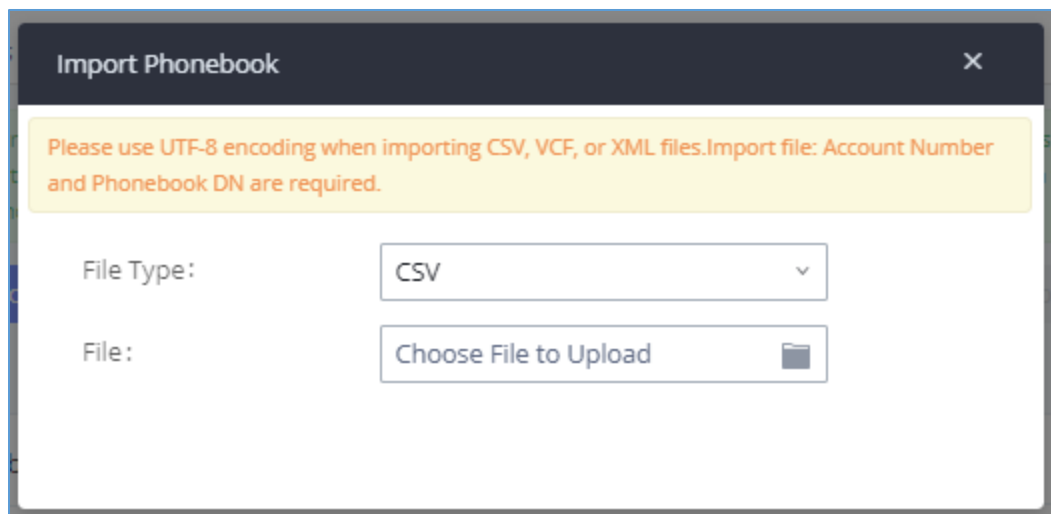 Import Phonebook
Please use UTF-8 encoding when importing CSV, VCF, or XML files.Import file: Account Number
and Phonebook DN are required.
File Type:
CSV
File:
Choose File to Upload